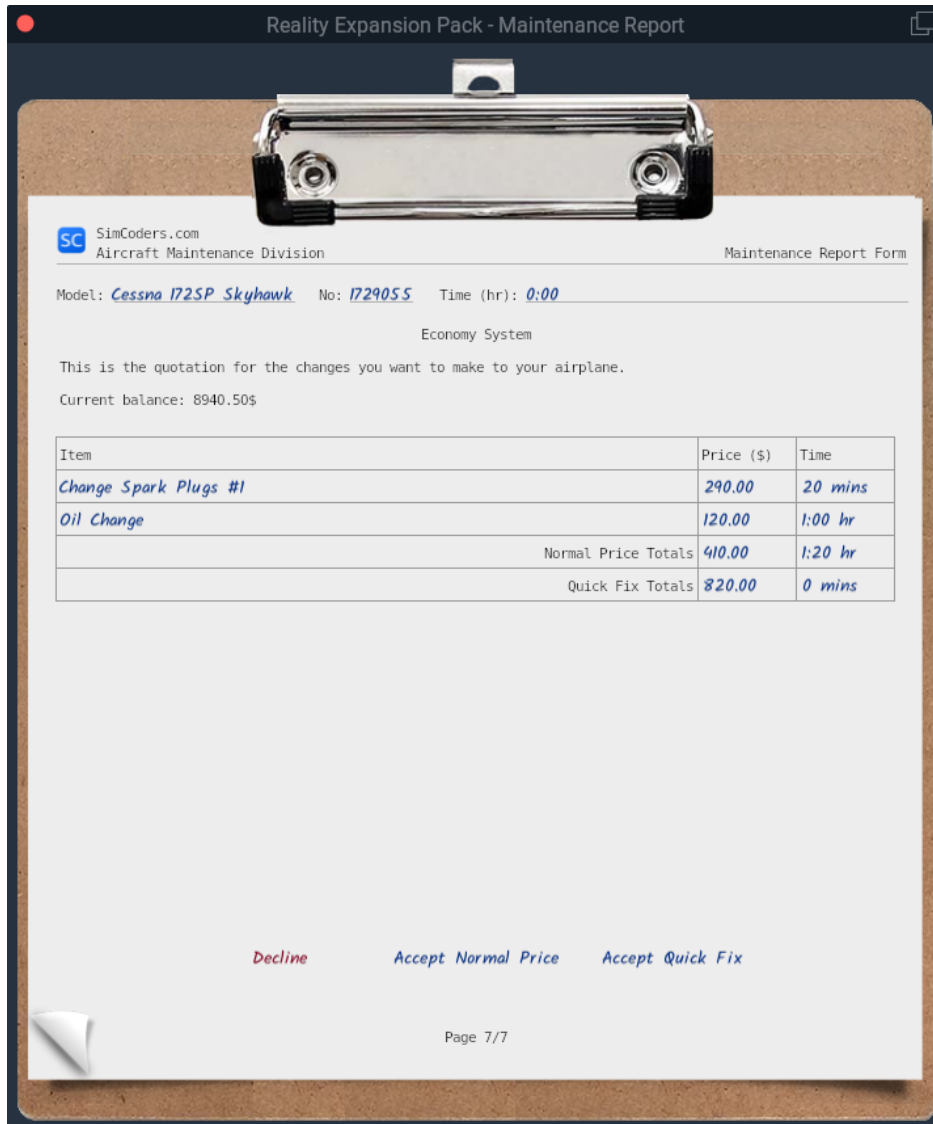 Reality Expansion Pack - Maintenance Report
SC
SimCoders.com
Aircraft Maintenance Division
Maintenance Report Form
Model: Cessna 172SP Skyhawk No: 1729055 Time (hr): 0:00
Economy System
This is the quotation for the changes you want to make to your airplane.
Current balance: 8940.50$
Item Price ($) Time
Change Spark Plugs #1 290.00 20 mins
Oil Change 120.00 1:00 hr
Normal Price Totals 410.00 1:20 hr
Quick Fix Totals 820.00 0 mins
Decline Accept Normal Price Accept Quick Fix
Page 7/7